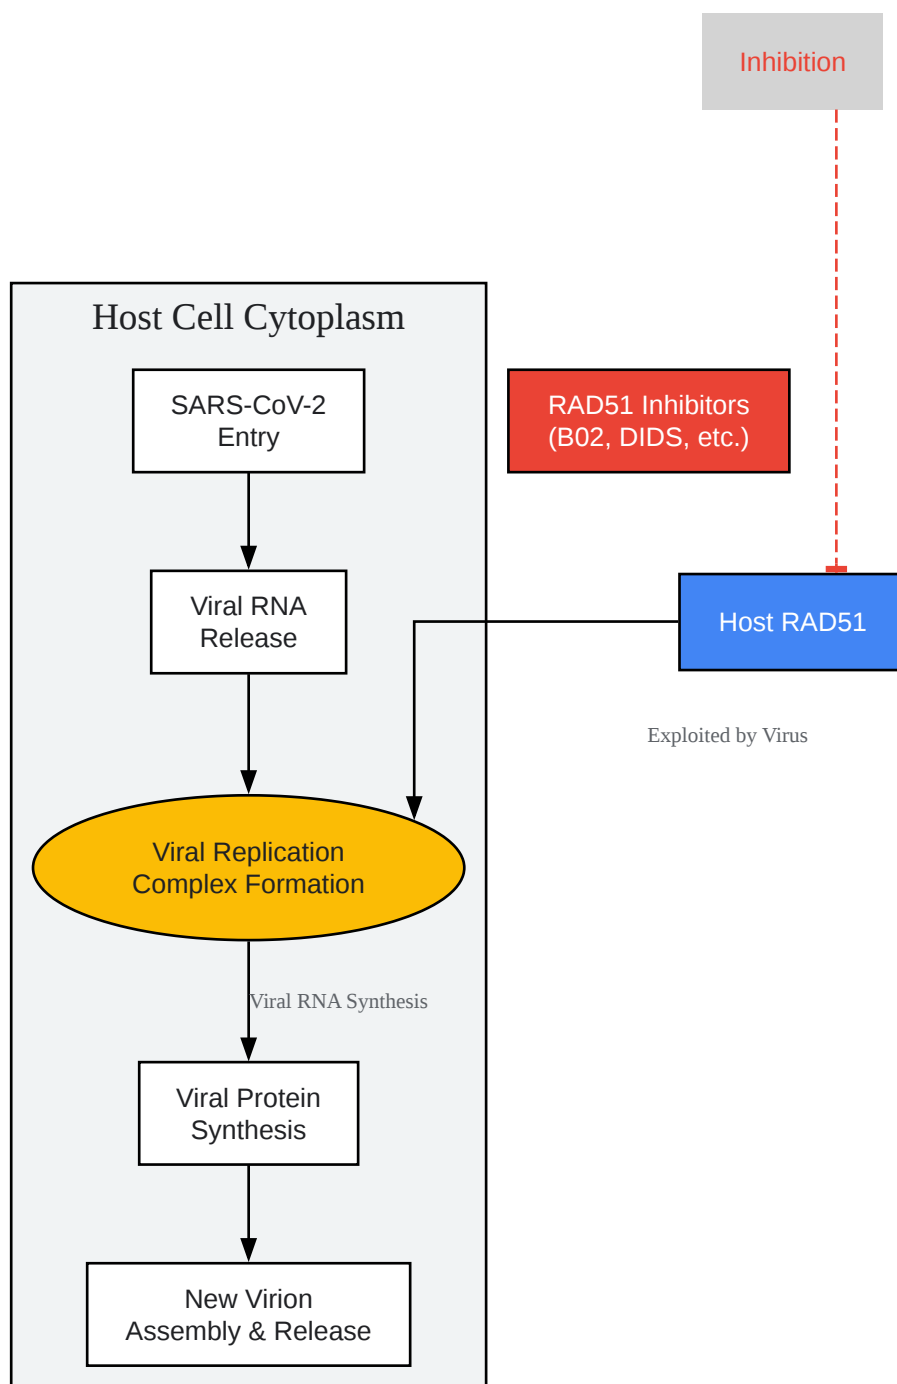 Inhibition
Host Cell Cytoplasm
SARS-CoV-2
Entry
RAD51 Inhibitors
(B02, DIDS, etc.)
Viral RNA
Release
Host RAD51
Exploited by Virus
Viral Replication
Complex Formation
Viral RNA Synthesis
Viral Protein
Synthesis
New Virion
Assembly & Release